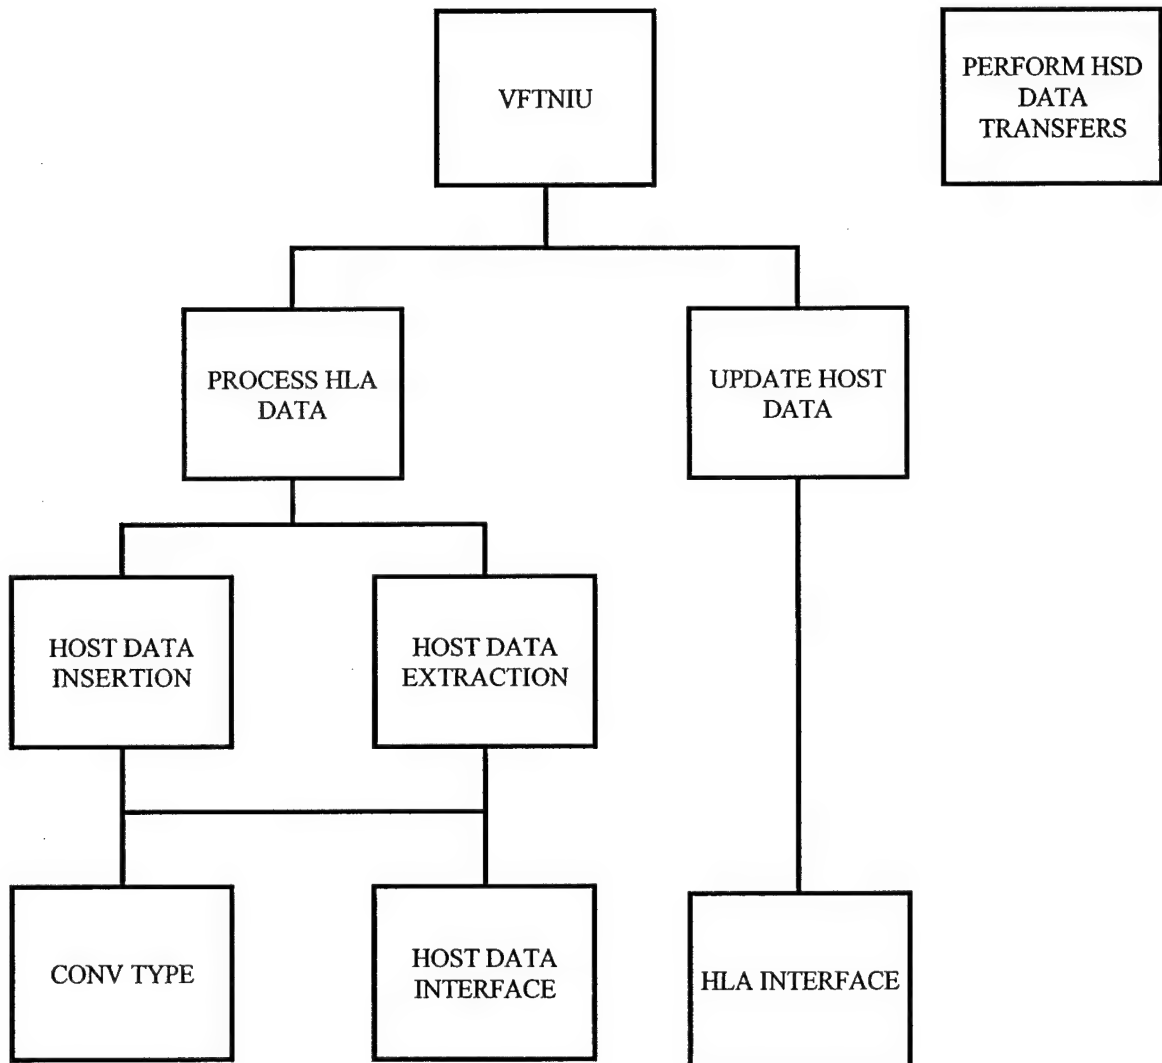 VFTNIU
PERFORM HSD
DATA
TRANSFERS
PROCESS HLA
DATA
UPDATE HOST
DATA
HOST DATA
INSERTION
HOST DATA
EXTRACTION
CONV TYPE
HOST DATA
INTERFACE
HLA INTERFACE